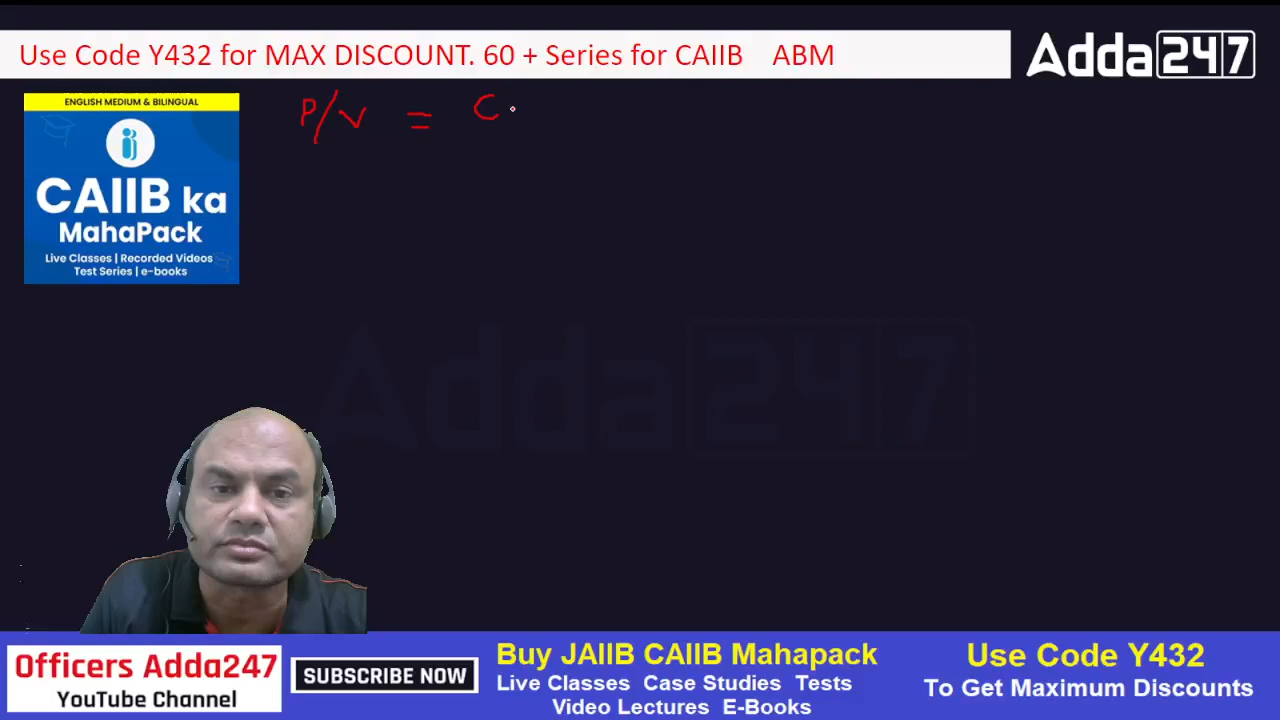 Use Code Y432 for MAX DISCOUNT. 60 + Series for CAIIB ABM
Adda247
ENGLISH MEDIUM & BILINGUAL
P/V = C
CAIIB ka
MahaPack
Live Classes | Recorded Videos
Test Series | e-books
Adda247
Officers Adda247
YouTube Channel
SUBSCRIBE NOW
Buy JAIIB CAIIB Mahapack
Live Classes Case Studies Tests
Video Lectures E-Books
Use Code Y432
To Get Maximum Discounts